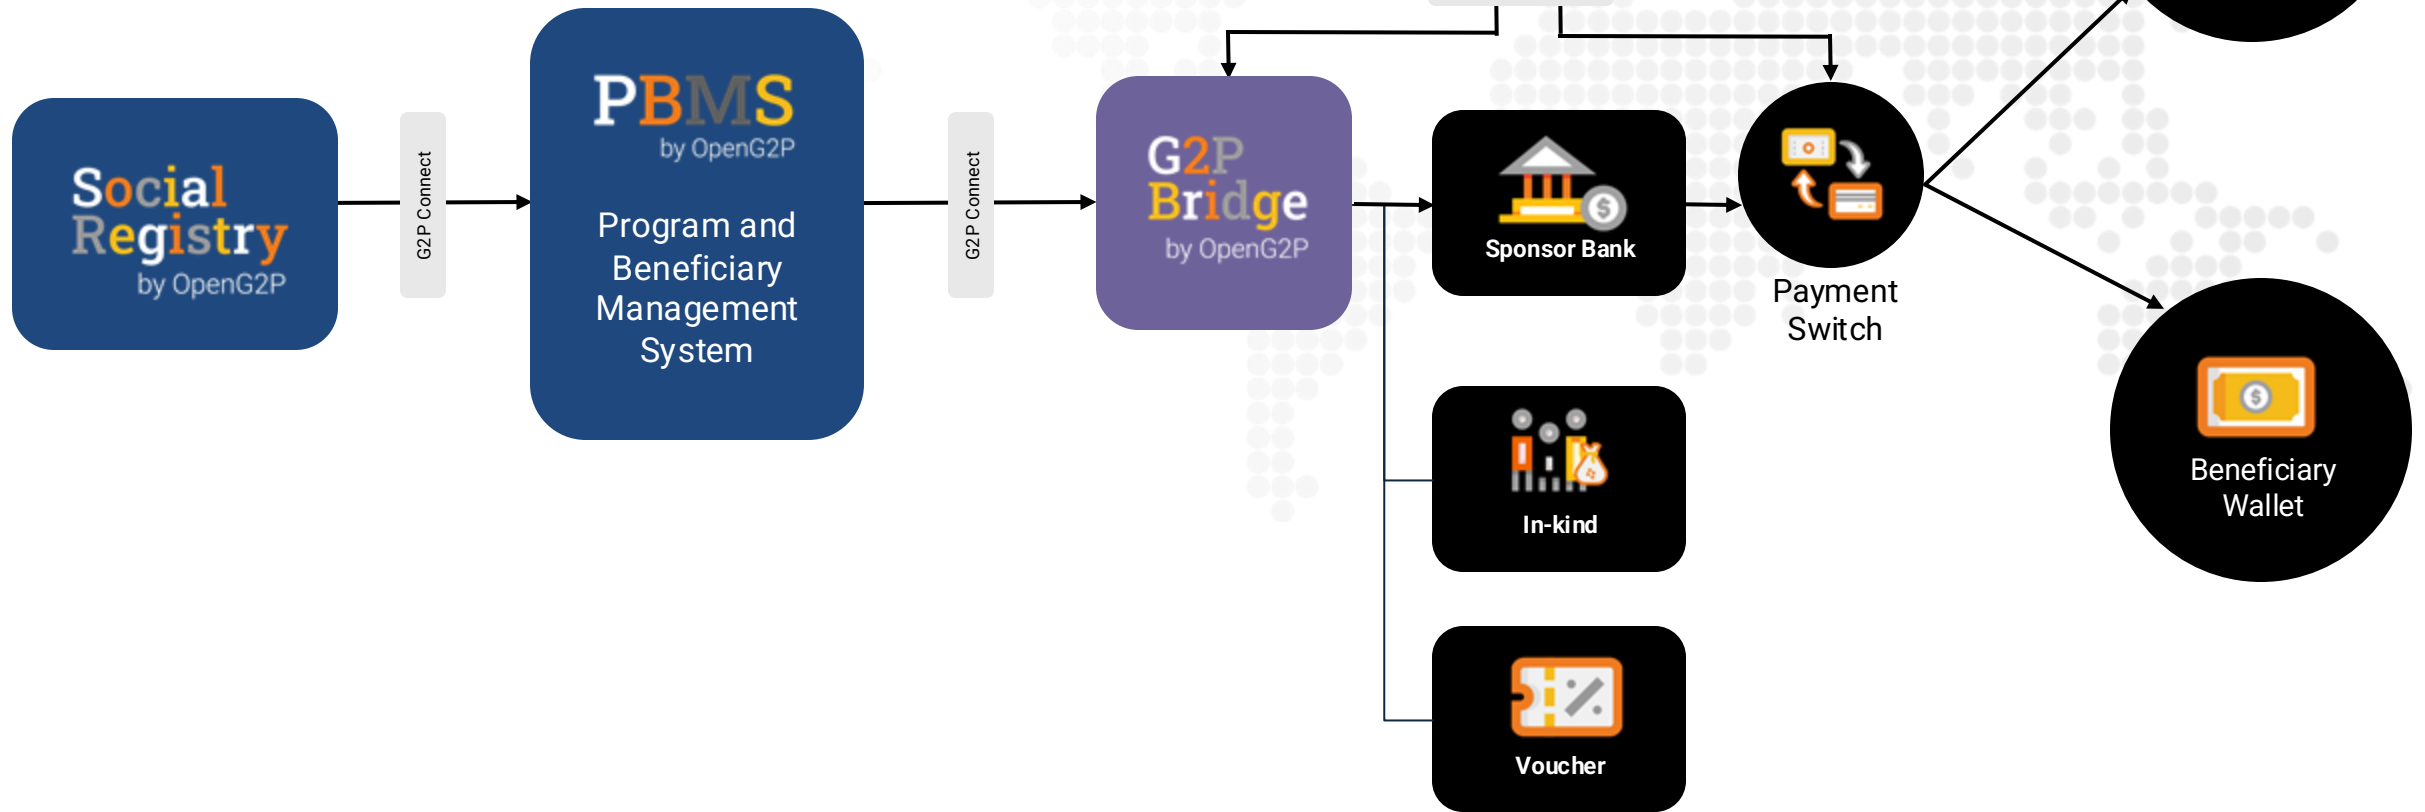 Social
Registry
by OpenG2P
G2P Connect
PBMS
by OpenG2P
Program and
Beneficiary
Management
System
G2P Connect
G2P
Bridge
by OpenG2P
Sponsor Bank
Payment
Switch
In-kind
Voucher
Beneficiary
Wallet